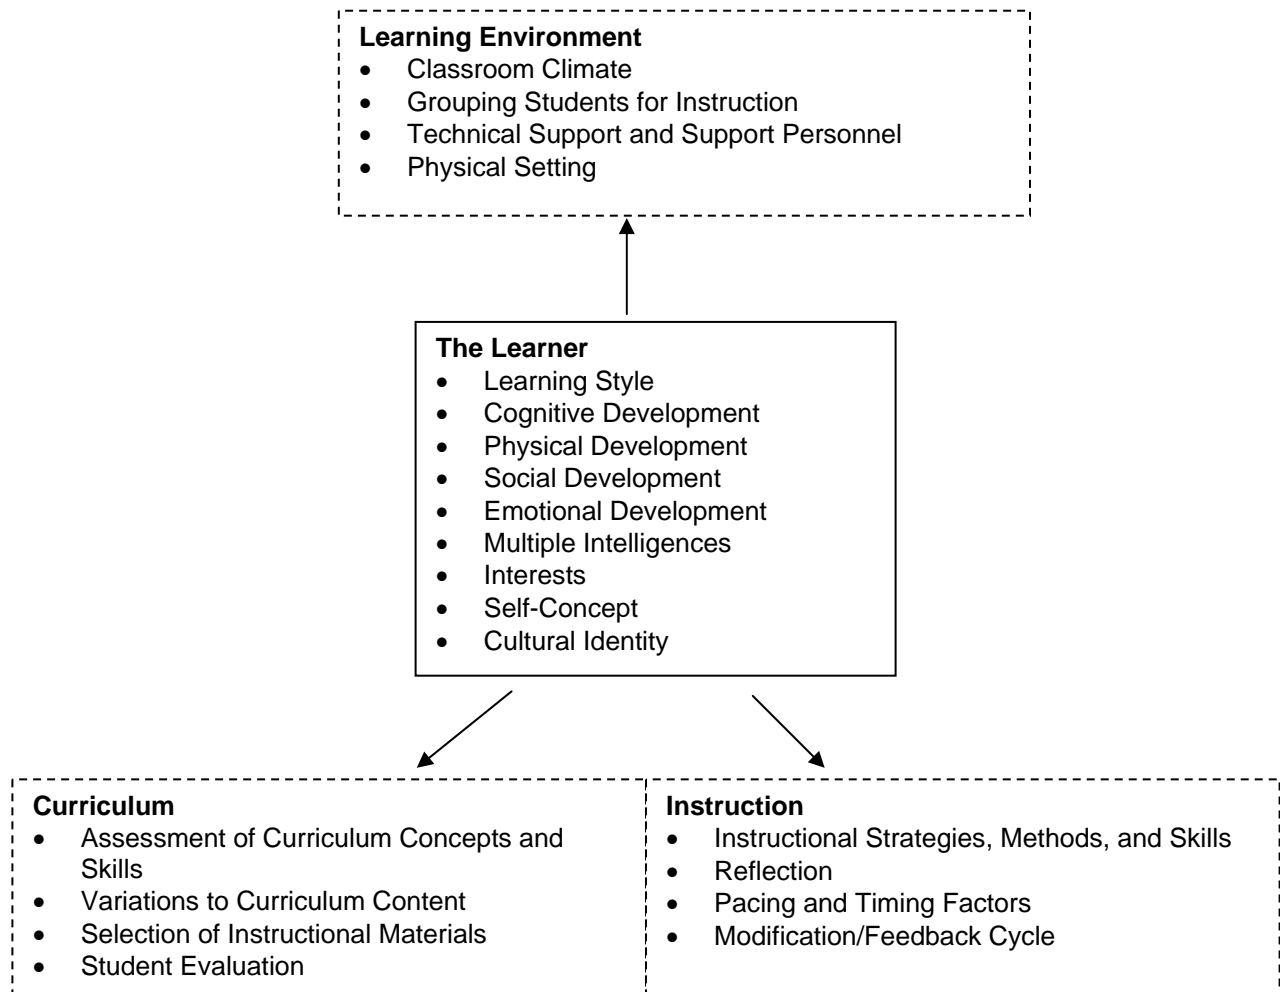 Learning Environment
• Classroom Climate
• Grouping Students for Instruction
• Technical Support and Support Personnel
• Physical Setting
The Learner
• Learning Style
• Cognitive Development
• Physical Development
• Social Development
• Emotional Development
• Multiple Intelligences
• Interests
• Self-Concept
• Cultural Identity
Curriculum
• Assessment of Curriculum Concepts and
Skills
• Variations to Curriculum Content
• Selection of Instructional Materials
• Student Evaluation
Instruction
• Instructional Strategies, Methods, and Skills
• Reflection
• Pacing and Timing Factors
• Modification/Feedback Cycle